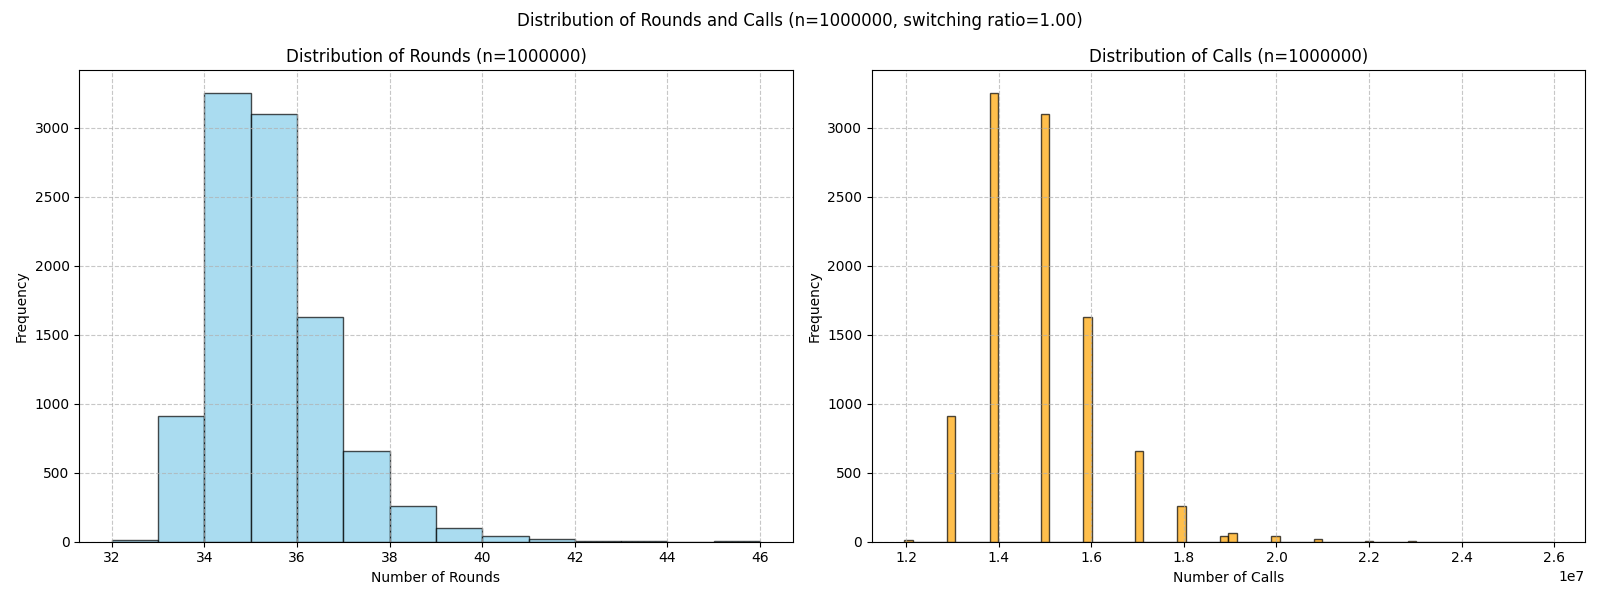 Distribution of Rounds and Calls (n=1000000, switching ratio=1.00)
Distribution of Rounds (n=1000000)
Frequency
3000
2500
2000
1500
1000
500
0
32 34 36 38 40 42 44 46
Number of Rounds
Distribution of Calls (n=1000000)
Frequency
3000
2500
2000
1500
1000
500
0
1.2 1.4 1.6 1.8 2.0 2.2 2.4 2.6
1e7
Number of Calls